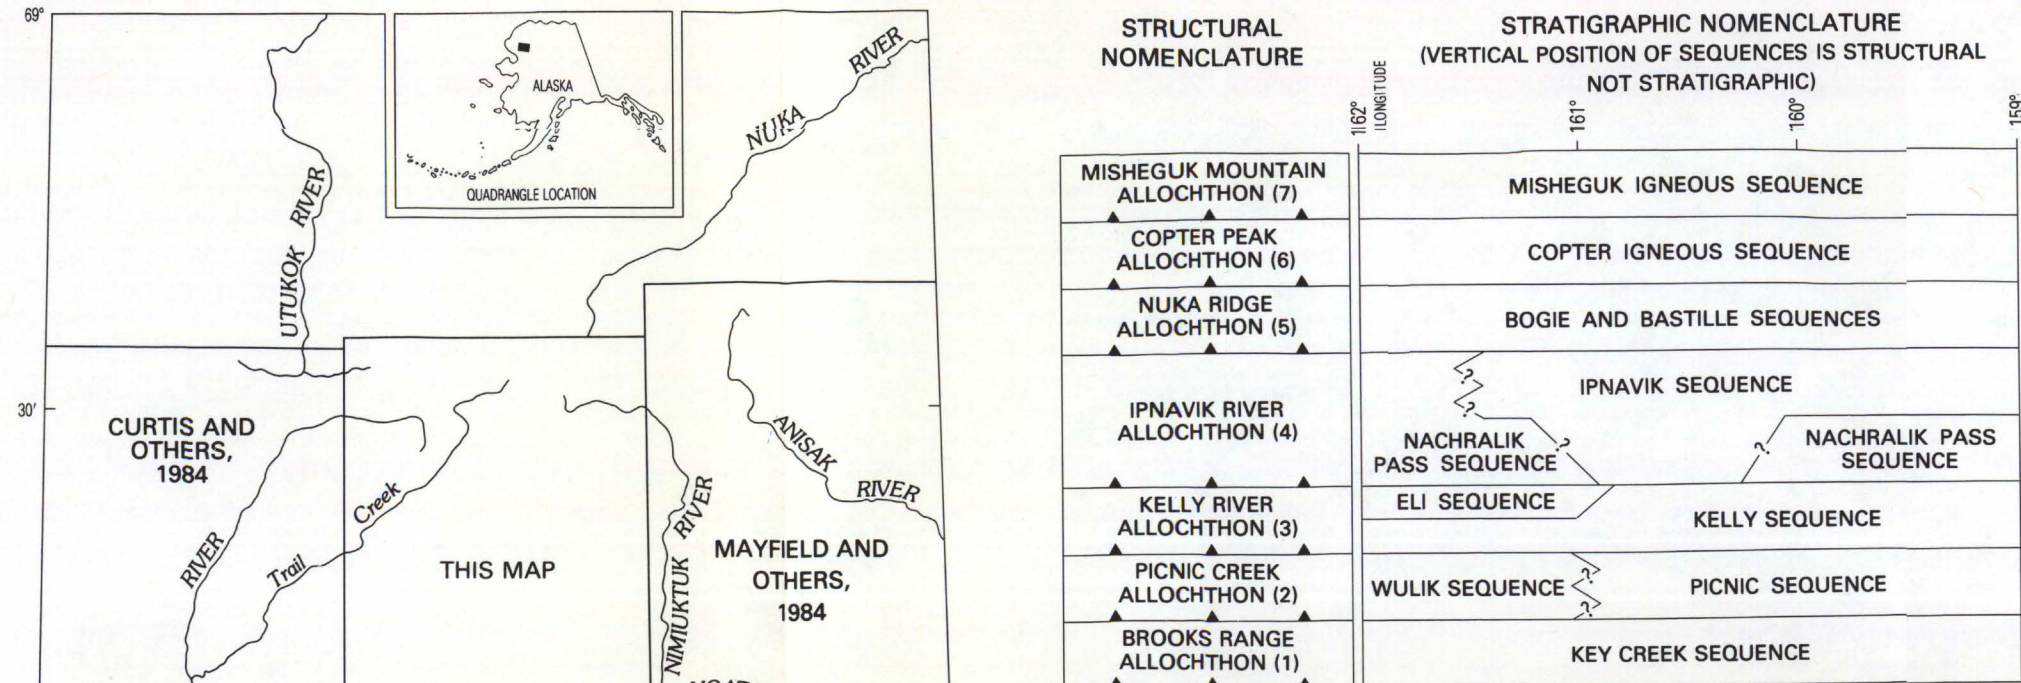 69°
UTUKOK RIVER
ALASKA
QUADRANGLE LOCATION
NUKA RIVER
30'
CURTIS AND
OTHERS,
1984
RIVER
Trail Creek
THIS MAP
NIMIUKTUK RIVER
ANISAK RIVER
MAYFIELD AND
OTHERS,
1984
STRUCTURAL
NOMENCLATURE
MISHEGUK MOUNTAIN
ALLOCHTHON (7)
COPTER PEAK
ALLOCHTHON (6)
NUKA RIDGE
ALLOCHTHON (5)
IPNAVIK RIVER
ALLOCHTHON (4)
KELLY RIVER
ALLOCHTHON (3)
PICNIC CREEK
ALLOCHTHON (2)
BROOKS RANGE
ALLOCHTHON (1)
STRATIGRAPHIC NOMENCLATURE
(VERTICAL POSITION OF SEQUENCES IS STRUCTURAL
NOT STRATIGRAPHIC)
162°
LONGITUDE
161°
160°
159°
MISHEGUK IGNEOUS SEQUENCE
COPTER IGNEOUS SEQUENCE
BOGIE AND BASTILLE SEQUENCES
?
IPNAVIK SEQUENCE
?
NACHRALIK
PASS SEQUENCE
?
?
NACHRALIK PASS
SEQUENCE
ELI SEQUENCE
KELLY SEQUENCE
WULIK SEQUENCE
?
?
PICNIC SEQUENCE
KEY CREEK SEQUENCE